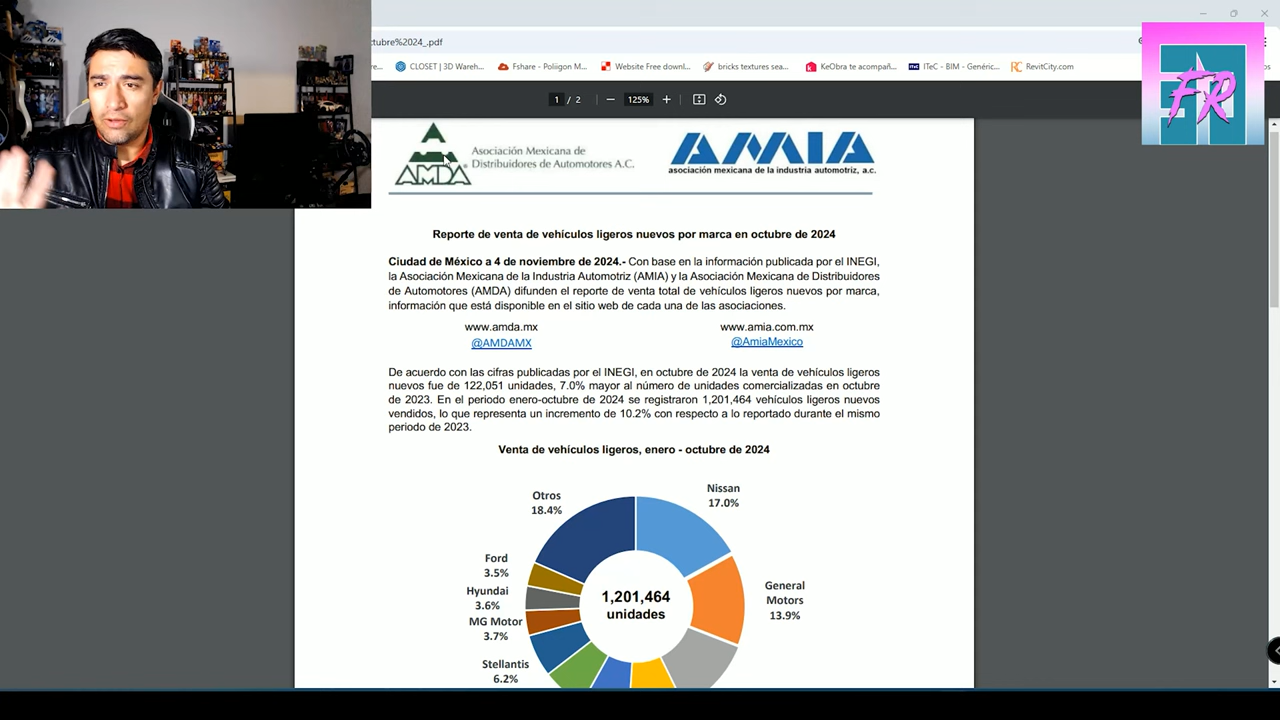 ctubre%2024_.pdf
re...
CLOSET | 3D Wareh...
Fshare - Poliigon M...
Website Free downl...
bricks textures sea...
KeObra te acompañ...
ITeC - BIM - Genéric...
RevitCity.com
os
1 / 2
125%
FR
AMDA
Asociación Mexicana de
Distribuidores de Automotores A.C.
AMIA
asociación mexicana de la industria automotriz, a.c.
Reporte de venta de vehículos ligeros nuevos por marca en octubre de 2024
Ciudad de México a 4 de noviembre de 2024.- Con base en la información publicada por el INEGI,
la Asociación Mexicana de la Industria Automotriz (AMIA) y la Asociación Mexicana de Distribuidores
de Automotores (AMDA) difunden el reporte de venta total de vehículos ligeros nuevos por marca,
información que está disponible en el sitio web de cada una de las asociaciones.
www.amda.mx
@AMDAMX
www.amia.com.mx
@AmiaMexico
De acuerdo con las cifras publicadas por el INEGI, en octubre de 2024 la venta de vehículos ligeros
nuevos fue de 122,051 unidades, 7.0% mayor al número de unidades comercializadas en octubre
de 2023. En el periodo enero-octubre de 2024 se registraron 1,201,464 vehículos ligeros nuevos
vendidos, lo que representa un incremento de 10.2% con respecto a lo reportado durante el mismo
periodo de 2023.
Venta de vehículos ligeros, enero - octubre de 2024
Nissan
17.0%
Otros
18.4%
Ford
3.5%
Hyundai
3.6%
MG Motor
3.7%
Stellantis
6.2%
General
Motors
13.9%
1,201,464
unidades